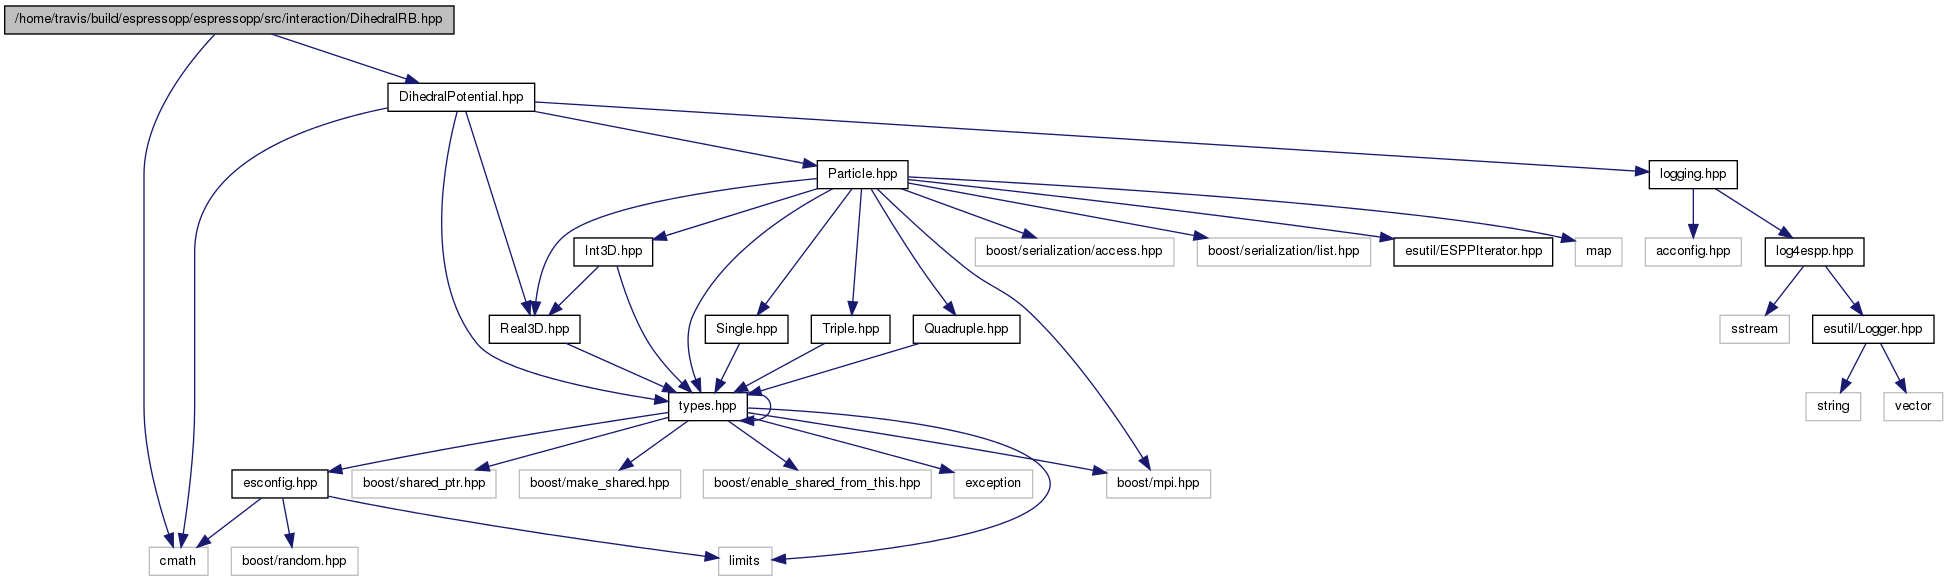 /home/travis/build/espressopp/espressopp/src/interaction/DihedralRB.hpp
DihedralPotential.hpp
Particle.hpp
logging.hpp
Int3D.hpp
boost/serialization/access.hpp
boost/serialization/list.hpp
esutil/ESPPIterator.hpp
map
acconfig.hpp
log4espp.hpp
Real3D.hpp
Single.hpp
Triple.hpp
Quadruple.hpp
sstream
esutil/Logger.hpp
types.hpp
string
vector
esconfig.hpp
boost/shared_ptr.hpp
boost/make_shared.hpp
boost/enable_shared_from_this.hpp
exception
boost/mpi.hpp
cmath
boost/random.hpp
limits